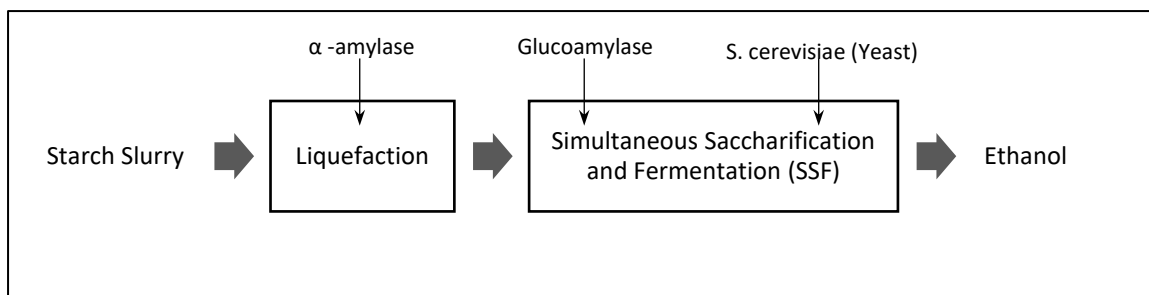 α -amylase
Glucoamylase
S. cerevisiae (Yeast)
Starch Slurry
Liquefaction
Simultaneous Saccharification
and Fermentation (SSF)
Ethanol